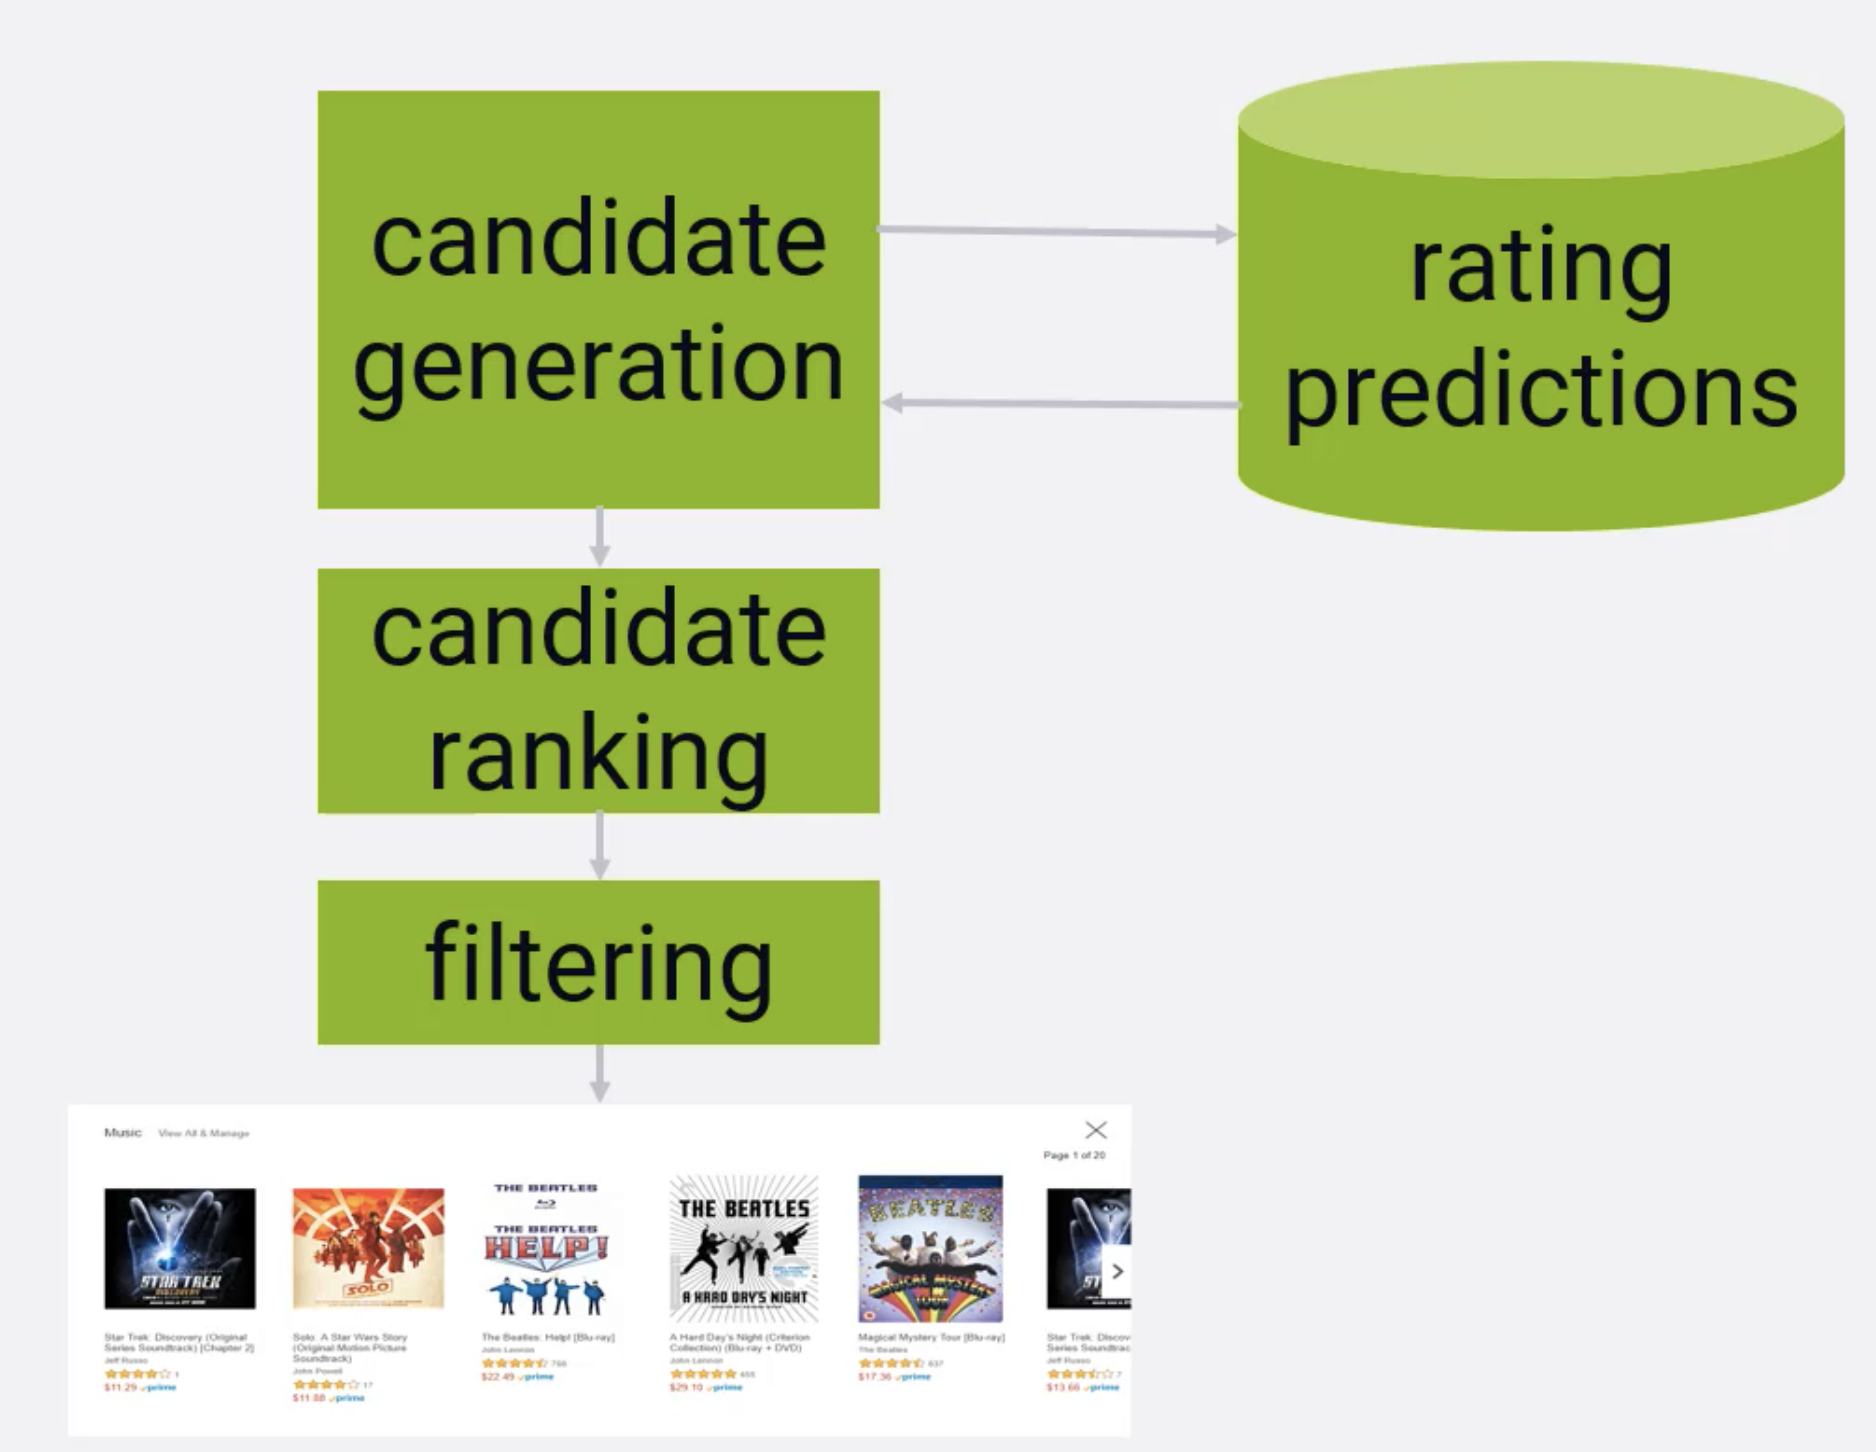 candidate
generation
rating
predictions
candidate
ranking
filtering
Music View All & Manage
Page 1 of 20
STAR TREK
DISCOVERY
SOLO
THE BEATLES
THE BEATLES
HELP!
THE BEATLES
A HARD DAY'S NIGHT
BEATLES
MAGICAL MYSTERY
TOUR
ST
>
Star Trek: Discovery (Original
Series Soundtrack) [Chapter 2]
Jeff Russo
1
$11.29 prime
Solo: A Star Wars Story
(Original Motion Picture
Soundtrack)
John Powell
17
$11.88 prime
The Beatles: Help! [Blu-ray]
John Lennon
768
$22.49 prime
A Hard Day's Night (Criterion
Collection) (Blu-ray + DVD)
John Lennon
455
$29.10 prime
Magical Mystery Tour [Blu-ray]
The Beatles
637
$17.36 prime
Star Trek: Discov
Series Soundtrac
Jeff Russo
7
$13.66 prime